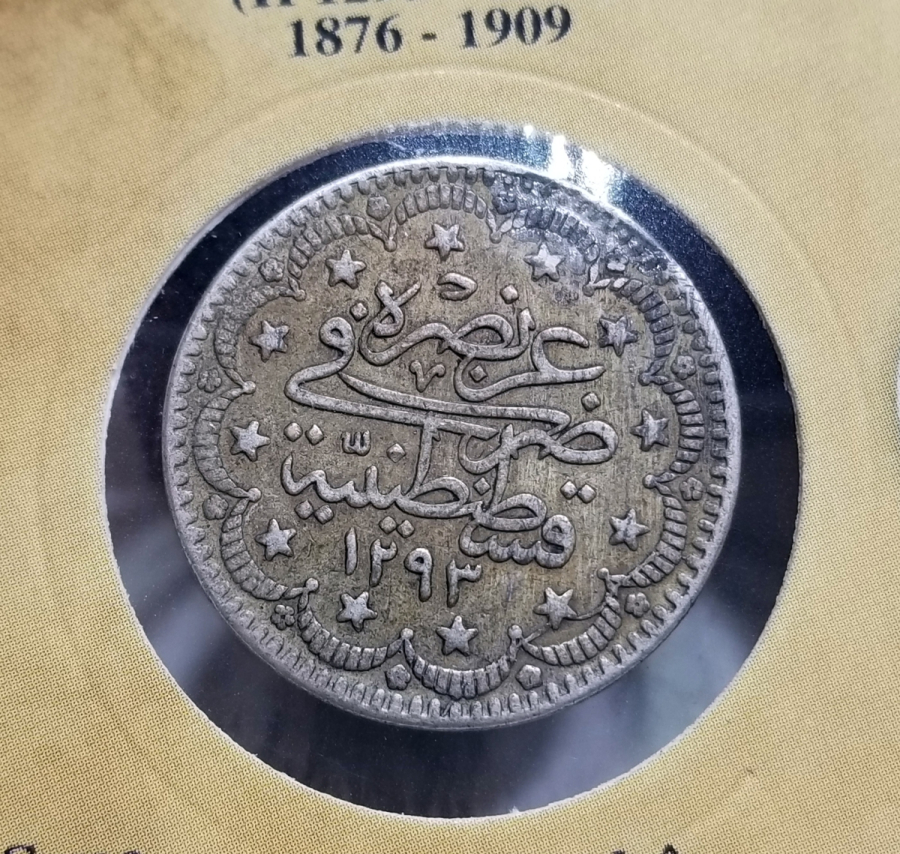 1876 - 1909
عز نصره
ضرب في
قسطنطينية
١٢٩٣